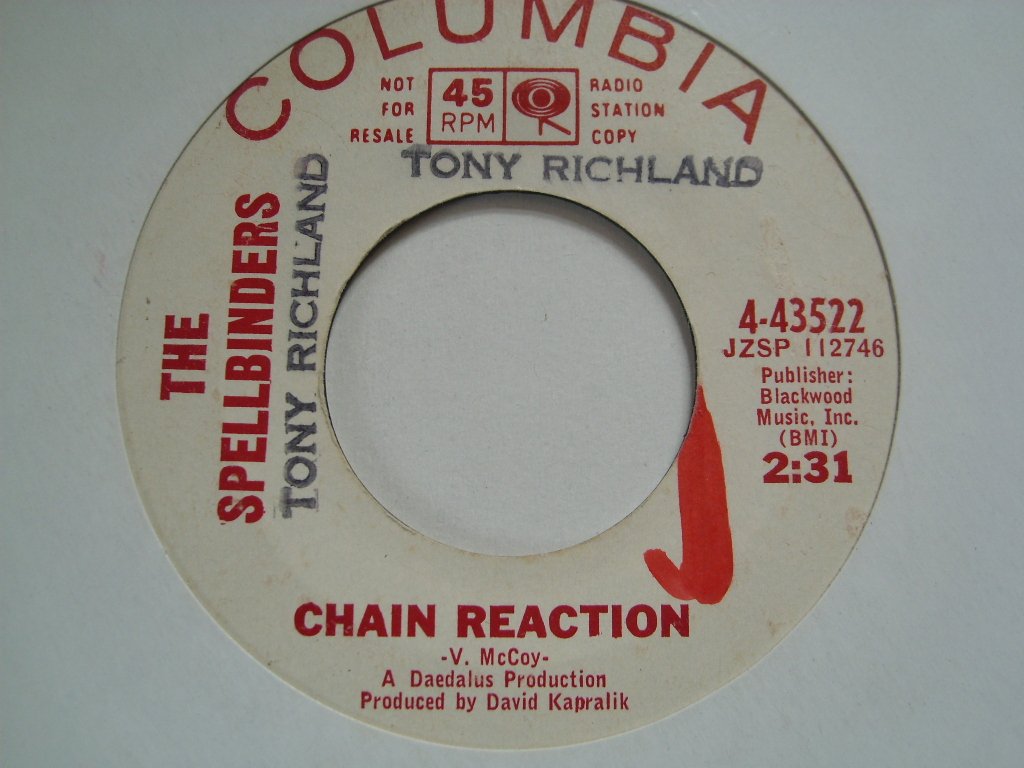 COLUMBIA
NOT
FOR
RESALE
45
RPM
RADIO
STATION
COPY
TONY RICHLAND
THE
SPELLBINDERS
TONY RICHLAND
4-43522
JZSP 112746
Publisher:
Blackwood
Music, Inc.
(BMI)
2:31
CHAIN REACTION
-V. McCoy-
A Daedalus Production
Produced by David Kapralik